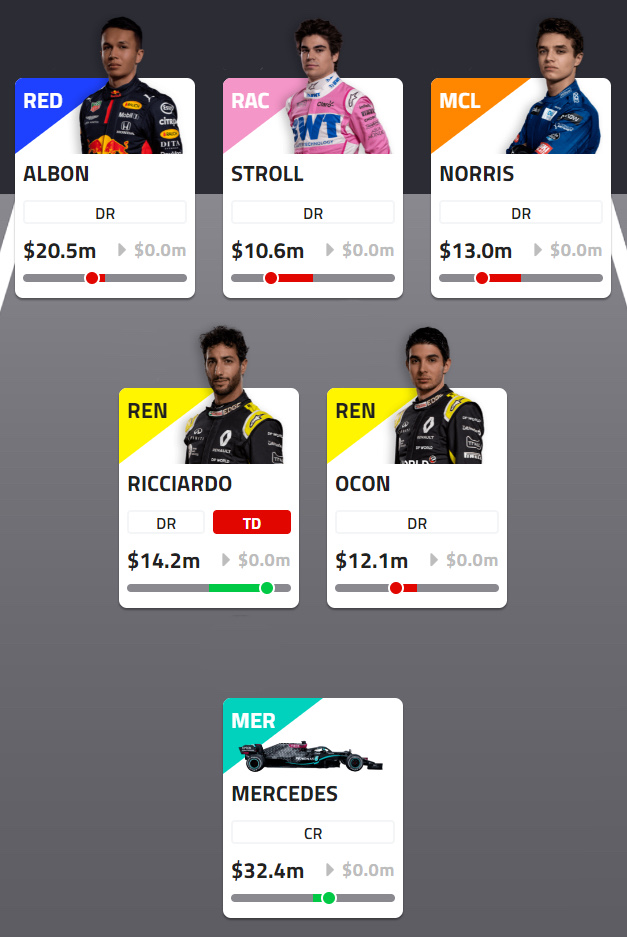 RED
ALBON
DR
$20.5m $0.0m
RAC
STROLL
DR
$10.6m $0.0m
MCL
NORRIS
DR
$13.0m $0.0m
REN
RICCIARDO
DR TD
$14.2m $0.0m
REN
OCON
DR
$12.1m $0.0m
MER
MERCEDES
CR
$32.4m $0.0m